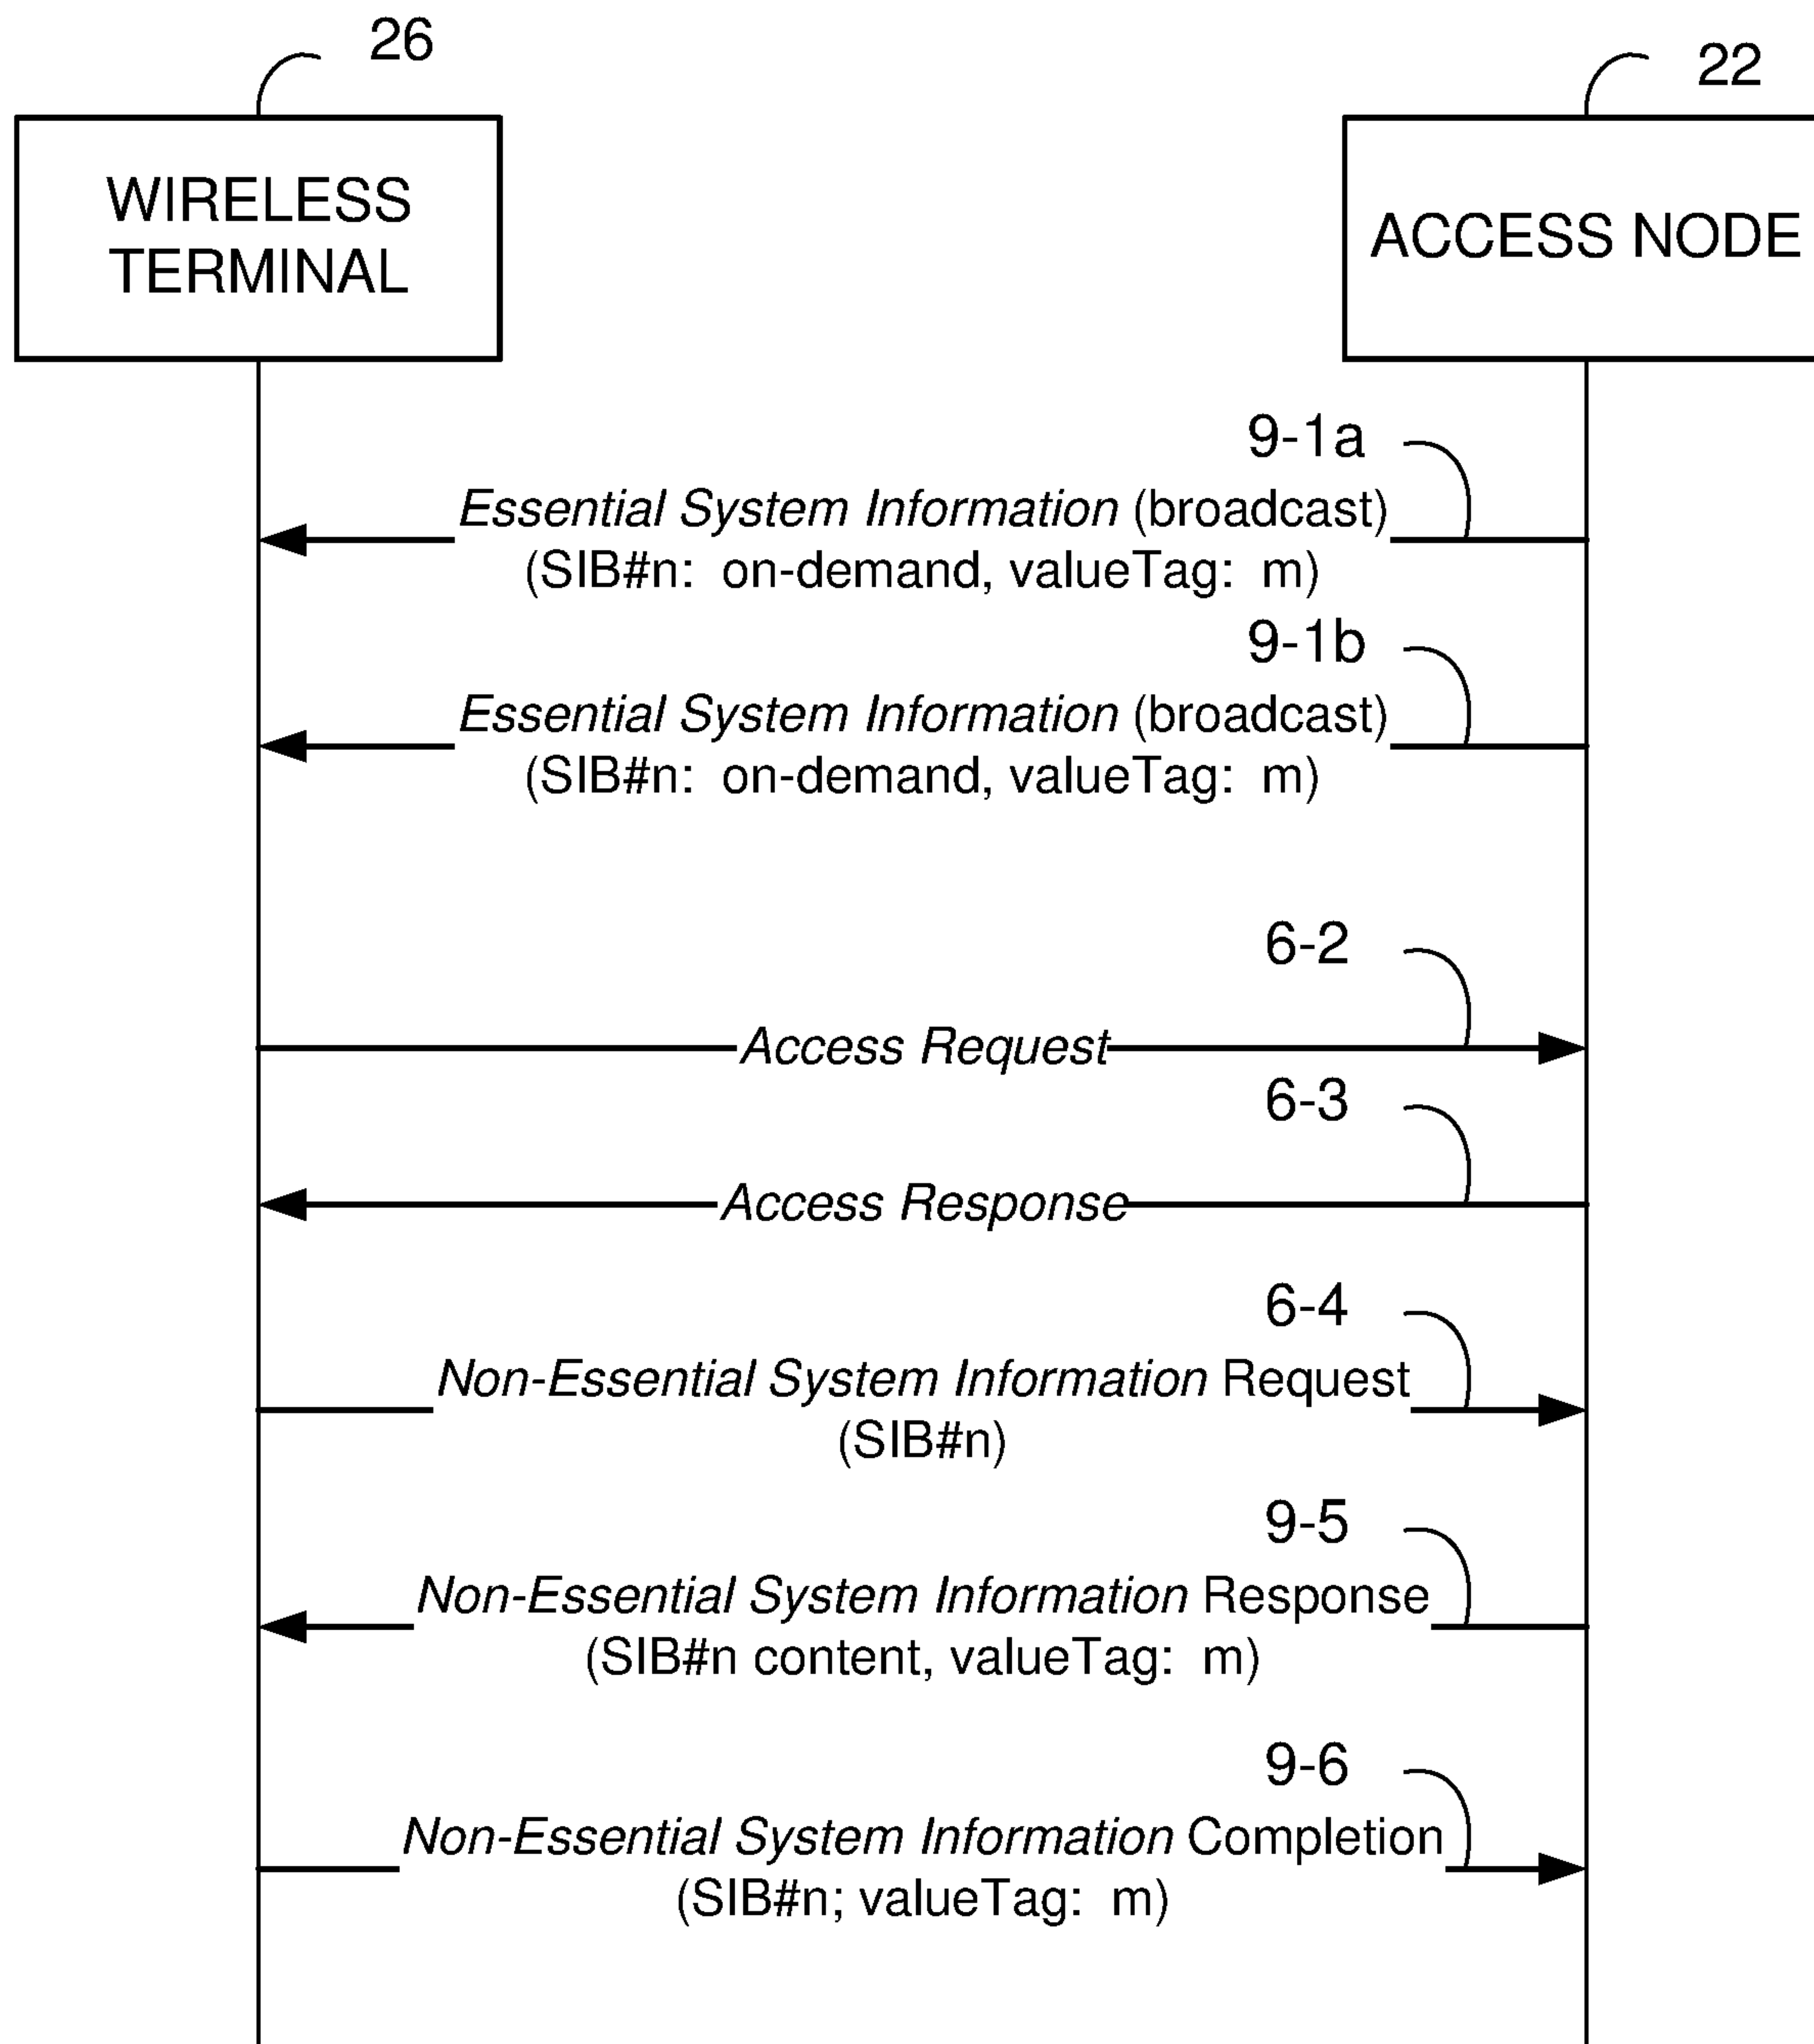 26
22
WIRELESS
TERMINAL
ACCESS NODE
9-1a
Essential System Information (broadcast)
(SIB#n: on-demand, valueTag: m)
9-1b
Essential System Information (broadcast)
(SIB#n: on-demand, valueTag: m)
6-2
Access Request
6-3
Access Response
6-4
Non-Essential System Information Request
(SIB#n)
9-5
Non-Essential System Information Response
(SIB#n content, valueTag: m)
9-6
Non-Essential System Information Completion
(SIB#n; valueTag: m)